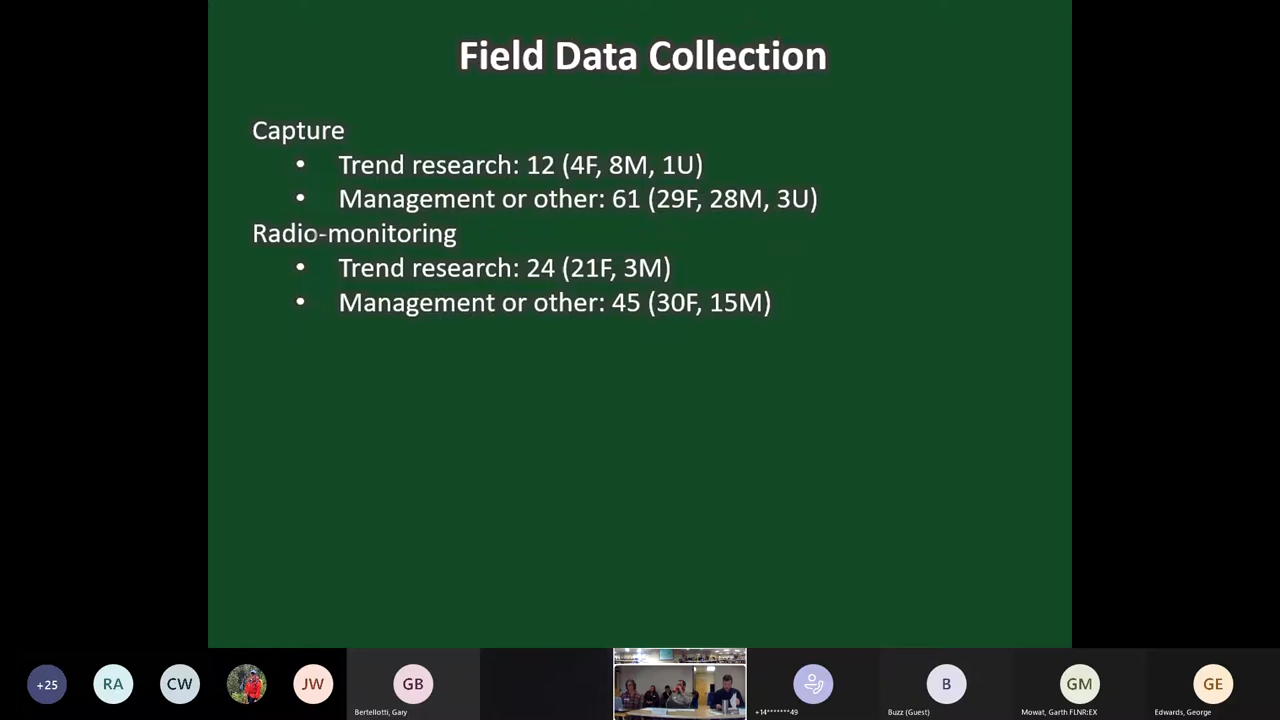 Field Data Collection
Capture
• Trend research: 12 (4F, 8M, 1U)
• Management or other: 61 (29F, 28M, 3U)
Radio-monitoring
• Trend research: 24 (21F, 3M)
• Management or other: 45 (30F, 15M)
+25
RA
CW
JW
GB
B
GM
GE
Bertellotti, Gary
+14*******49
Buzz (Guest)
Mowat, Garth FLNR:EX
Edwards, George